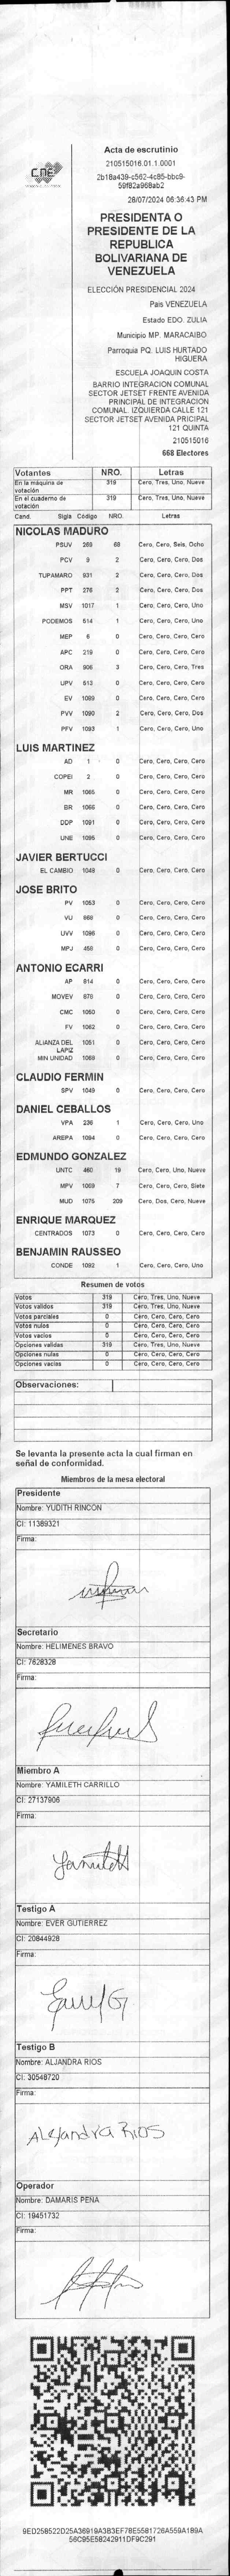 CNE
Acta de escrutinio
210515016.01.1.0001
2b18a439-c562-4c85-bbc9-
59f82a968ab2
28/07/2024 06:36:43 PM
PRESIDENTA O
PRESIDENTE DE LA
REPUBLICA
BOLIVARIANA DE
VENEZUELA
ELECCIÓN PRESIDENCIAL 2024
Pais VENEZUELA
Estado EDO. ZULIA
Municipio MP. MARACAIBO
Parroquia PQ. LUIS HURTADO
HIGUERA
ESCUELA JOAQUIN COSTA
BARRIO INTEGRACION COMUNAL
SECTOR JETSET FRENTE AVENIDA
PRINCIPAL DE INTEGRACION
COMUNAL. IZQUIERDA CALLE 121
SECTOR JETSET AVENIDA PRICIPAL
121 QUINTA
210515016
668 Electores
Votantes NRO. Letras
En la máquina de votación 319 Cero, Tres, Uno, Nueve
En el cuaderno de votación 319 Cero, Tres, Uno, Nueve
Cand. Sigla Código NRO. Letras
NICOLAS MADURO
PSUV 269 68 Cero, Cero, Seis, Ocho
PCV 3 2 Cero, Cero, Cero, Dos
TUPAMARO 931 2 Cero, Cero, Cero, Dos
PPT 276 2 Cero, Cero, Cero, Dos
MSV 1017 1 Cero, Cero, Cero, Uno
PODEMOS 514 1 Cero, Cero, Cero, Uno
MEP 6 0 Cero, Cero, Cero, Cero
APC 219 0 Cero, Cero, Cero, Cero
ORA 906 3 Cero, Cero, Cero, Tres
UPV 613 0 Cero, Cero, Cero, Cero
EV 1089 0 Cero, Cero, Cero, Cero
PVV 1090 2 Cero, Cero, Cero, Dos
PFV 1093 1 Cero, Cero, Cero, Uno
LUIS MARTINEZ
AD 1 0 Cero, Cero, Cero, Cero
COPEI 2 0 Cero, Cero, Cero, Cero
MR 1065 0 Cero, Cero, Cero, Cero
BR 1066 0 Cero, Cero, Cero, Cero
DDP 1091 0 Cero, Cero, Cero, Cero
UNE 1095 0 Cero, Cero, Cero, Cero
JAVIER BERTUCCI
EL CAMBIO 1048 0 Cero, Cero, Cero, Cero
JOSE BRITO
PV 1053 0 Cero, Cero, Cero, Cero
VU 668 0 Cero, Cero, Cero, Cero
UVV 1096 0 Cero, Cero, Cero, Cero
MPJ 458 0 Cero, Cero, Cero, Cero
ANTONIO ECARRI
AP 814 0 Cero, Cero, Cero, Cero
MOVEV 878 0 Cero, Cero, Cero, Cero
CMC 1060 0 Cero, Cero, Cero, Cero
FV 1062 0 Cero, Cero, Cero, Cero
ALIANZA DEL LAPIZ 1051 0 Cero, Cero, Cero, Cero
MIN UNIDAD 1068 0 Cero, Cero, Cero, Cero
CLAUDIO FERMIN
SPV 1049 0 Cero, Cero, Cero, Cero
DANIEL CEBALLOS
VPA 236 1 Cero, Cero, Cero, Uno
AREPA 1094 0 Cero, Cero, Cero, Cero
EDMUNDO GONZALEZ
UNTC 460 19 Cero, Cero, Uno, Nueve
MPV 1069 7 Cero, Cero, Cero, Siete
MUD 1075 209 Cero, Dos, Cero, Nueve
ENRIQUE MARQUEZ
CENTRADOS 1073 0 Cero, Cero, Cero, Cero
BENJAMIN RAUSSEO
CONDE 1092 1 Cero, Cero, Cero, Uno
Resumen de votos
Votos 319 Cero, Tres, Uno, Nueve
Votos validos 319 Cero, Tres, Uno, Nueve
Votos parciales 0 Cero, Cero, Cero, Cero
Votos nulos 0 Cero, Cero, Cero, Cero
Votos vacios 0 Cero, Cero, Cero, Cero
Opciones validas 319 Cero, Tres, Uno, Nueve
Opciones nulas 0 Cero, Cero, Cero, Cero
Opciones vacias 0 Cero, Cero, Cero, Cero
Observaciones:
Se levanta la presente acta la cual firman en
señal de conformidad.
Miembros de la mesa electoral
Presidente
Nombre: YUDITH RINCON
CI: 11389321
Firma:
Secretario
Nombre: HELIMENES BRAVO
CI: 7628328
Firma:
Miembro A
Nombre: YAMILETH CARRILLO
CI: 27137906
Firma:
Yamileth
Testigo A
Nombre: EVER GUTIERREZ
CI: 20844928
Firma:
Testigo B
Nombre: ALJANDRA RIOS
CI: 30548720
Firma:
Alejandra Rios
Operador
Nombre: DAMARIS PEÑA
CI: 19451732
Firma:
9ED258522D25A36919A3B3EF78E5581726A559A189A
56C95E58242911DF9C291